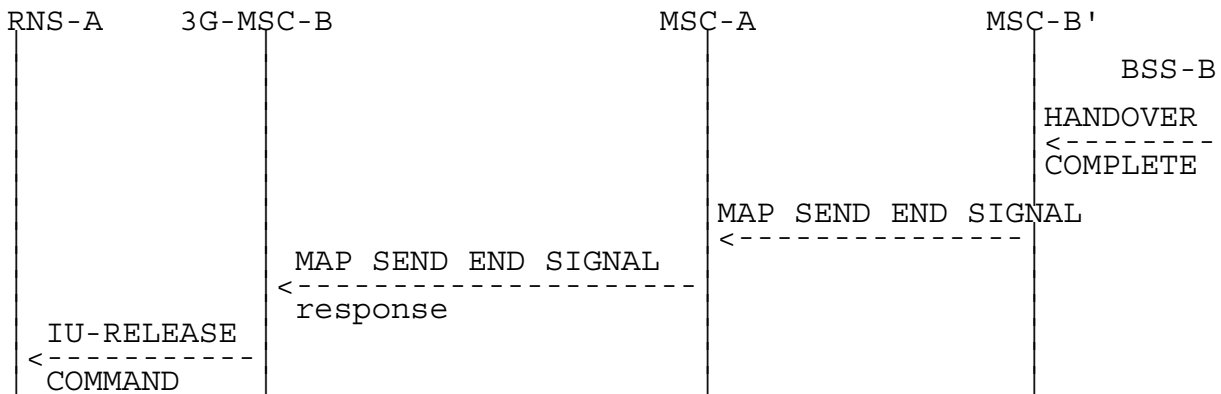 RNS-A 3G-MSC-B MSC-A MSC-B'
BSS-B
HANDOVER
COMPLETE
MAP SEND END SIGNAL
MAP SEND END SIGNAL
response
IU-RELEASE
COMMAND